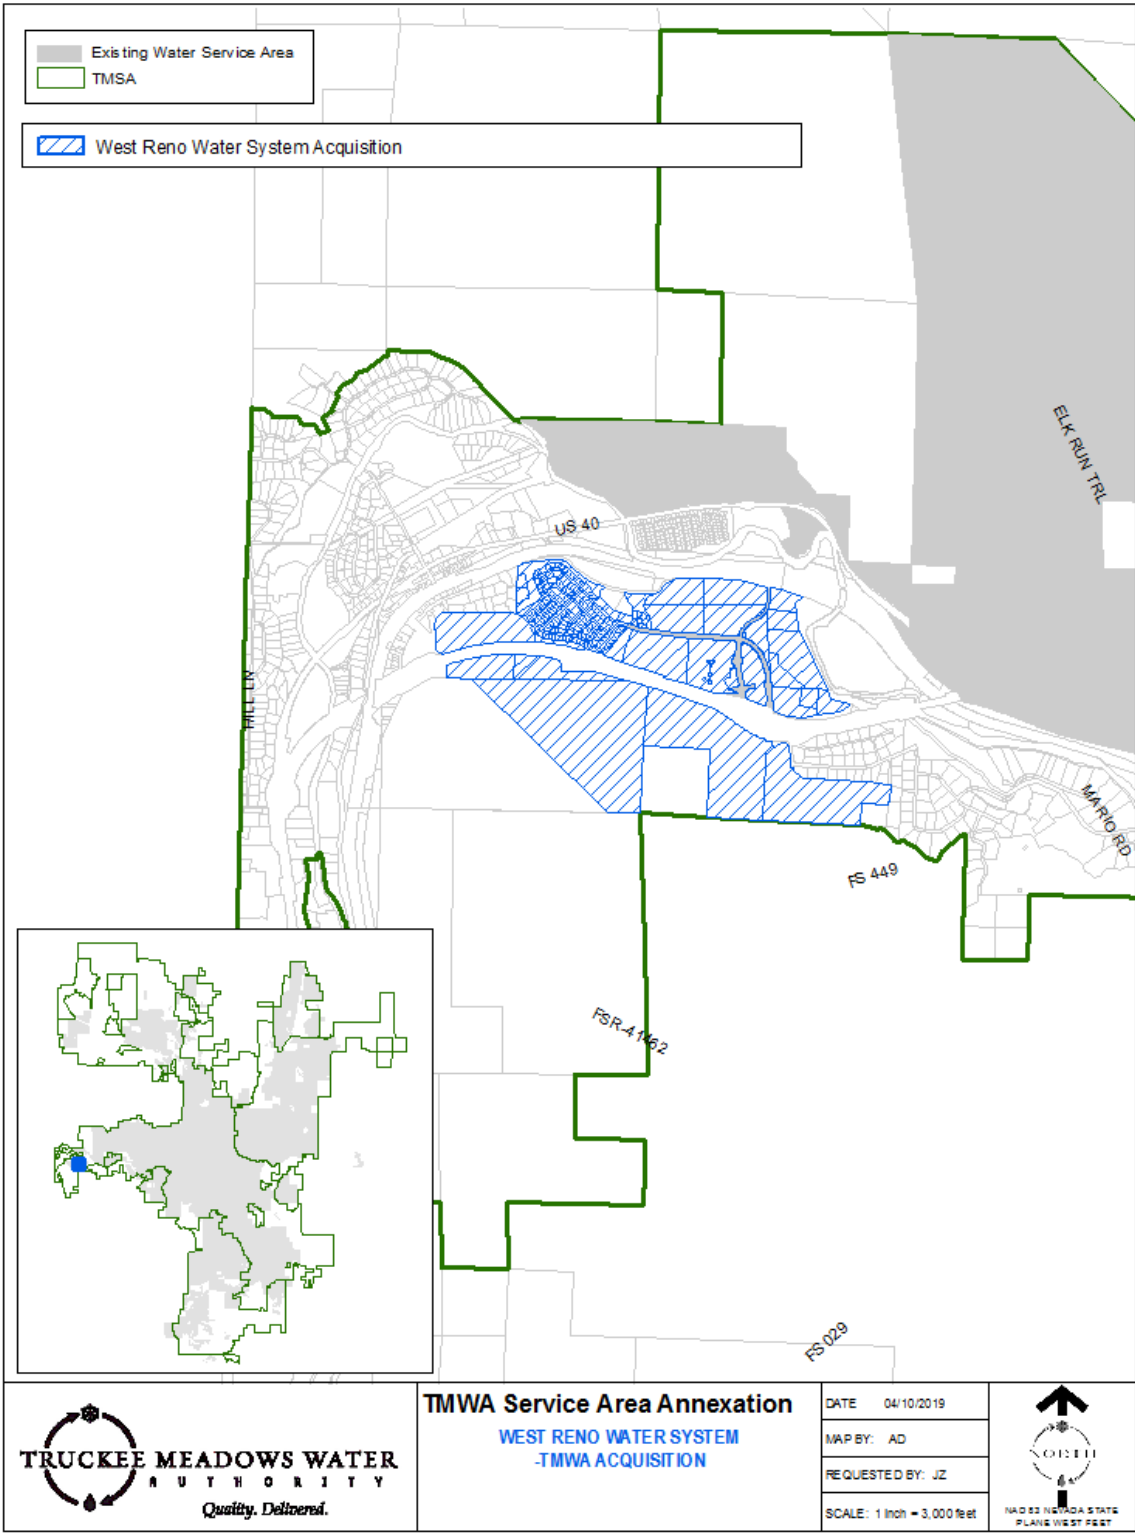 Existing Water Service Area
TMSA
West Reno Water System Acquisition
ELK RUN TRL
US 40
HILL LN
MARIO RD
FS 449
FSR-41462
FS 029
TRUCKEE MEADOWS WATER
AUTHORITY
Quality. Delivered.
TMWA Service Area Annexation
WEST RENO WATER SYSTEM
-TMWA ACQUISITION
DATE 04/10/2019
MAP BY: AD
REQUESTED BY: JZ
SCALE: 1 inch = 3,000 feet
NORTH
NAD 83 NEVADA STATE
PLANE WEST FEET